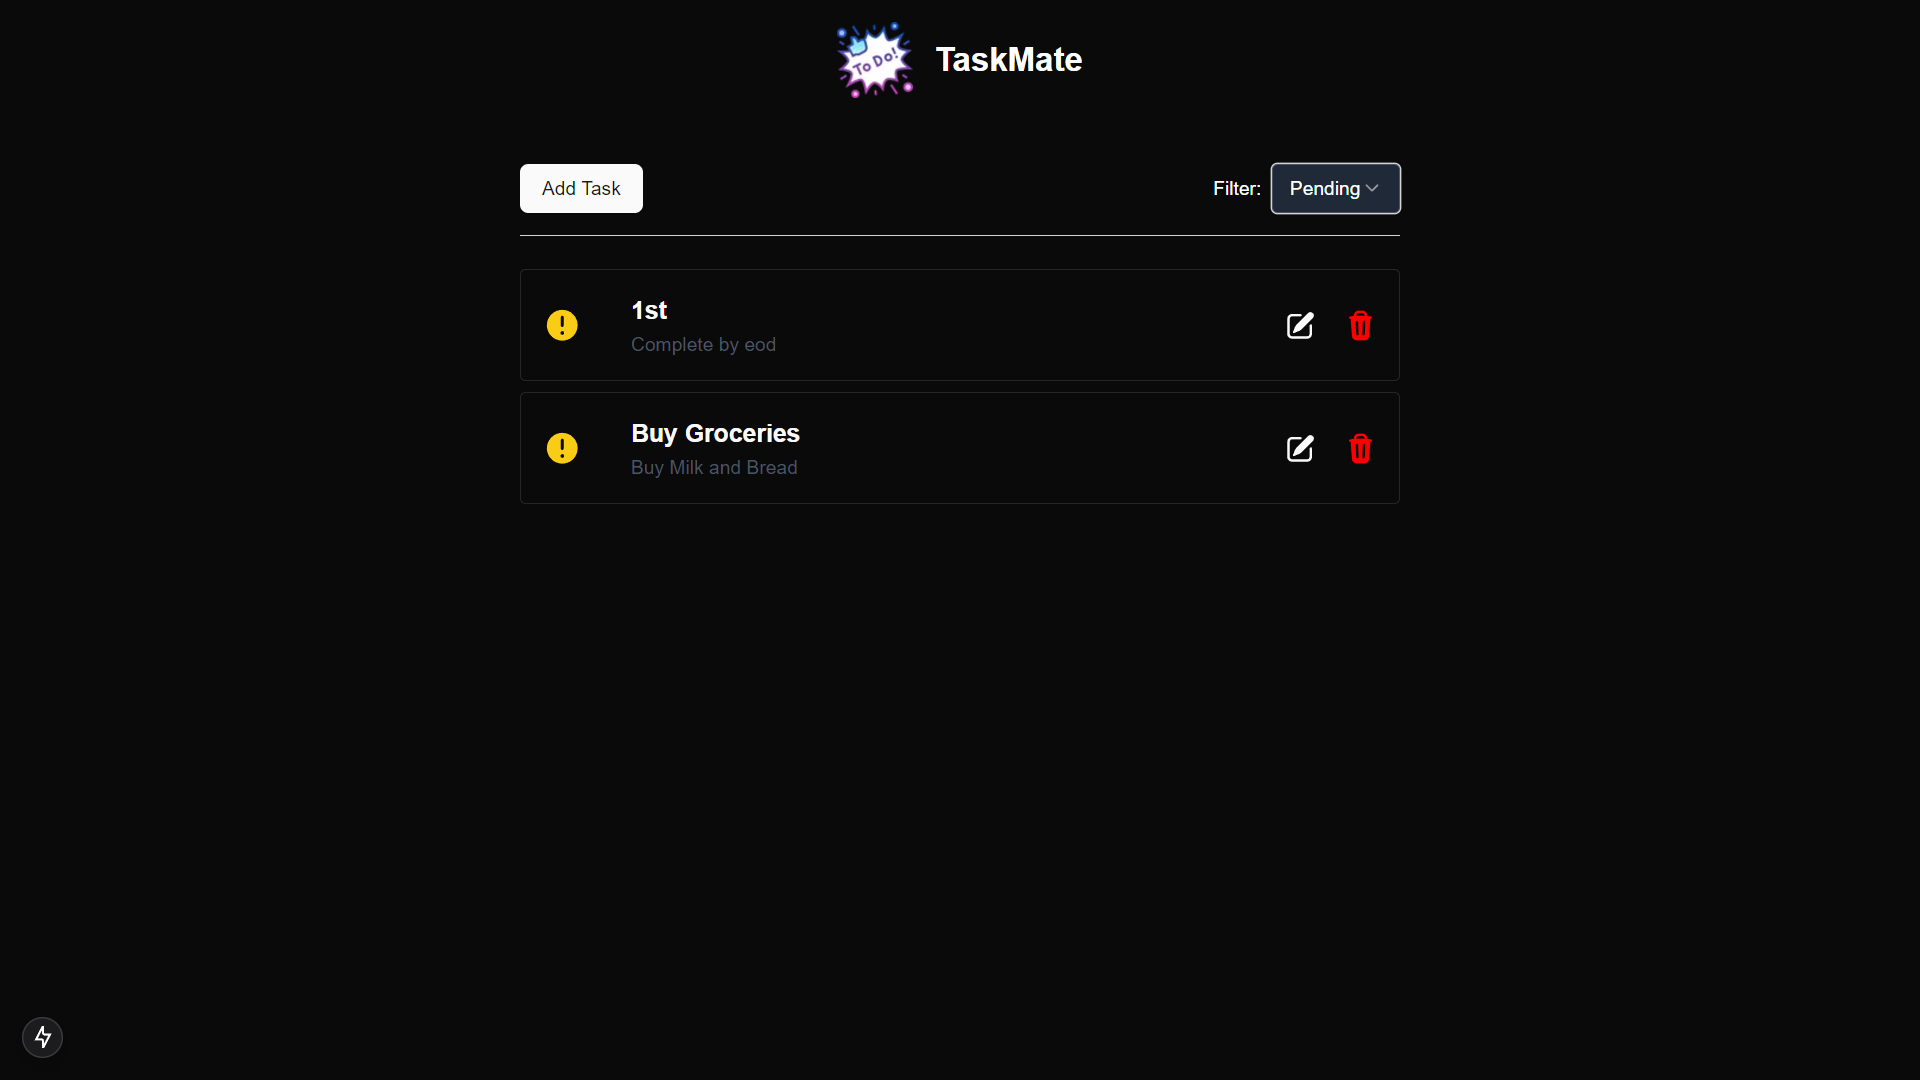 To Do!
TaskMate
Add Task
Filter: Pending
1st
Complete by eod
Buy Groceries
Buy Milk and Bread